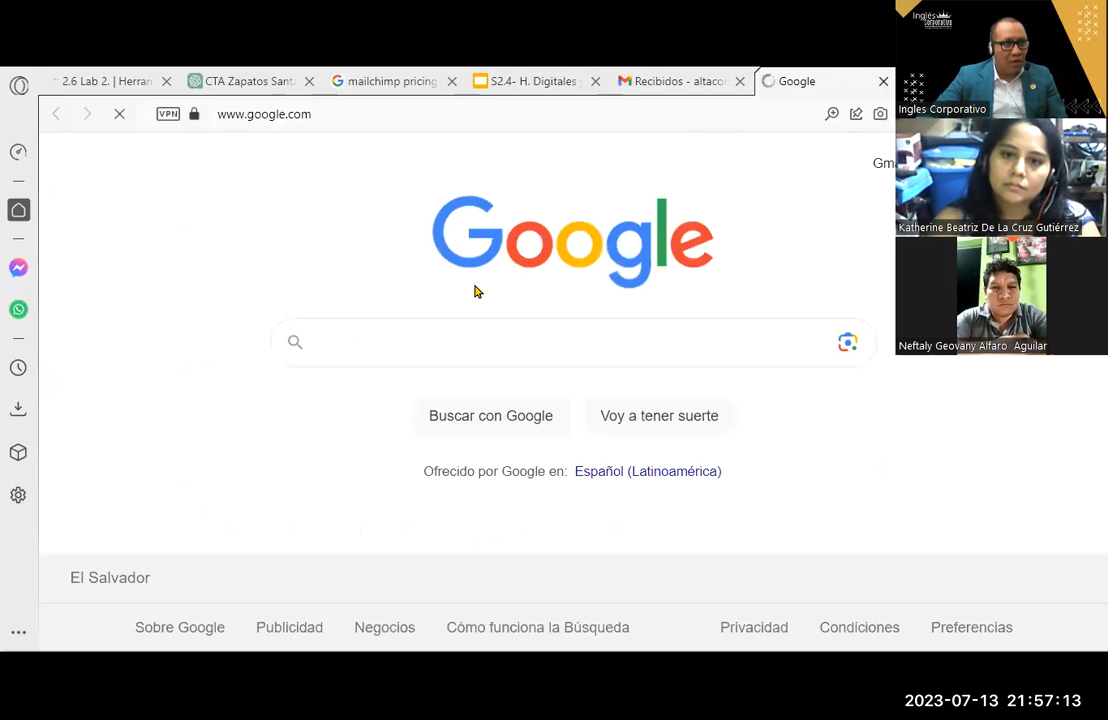 2.6 Lab 2. | Herran
CTA Zapatos Sant
mailchimp pricing
S2.4- H. Digitales y
Recibidos - altaco
Google
VPN
www.google.com
Gm
Google
Buscar con Google
Voy a tener suerte
Ofrecido por Google en: Español (Latinoamérica)
El Salvador
Sobre Google
Publicidad
Negocios
Cómo funciona la Búsqueda
Privacidad
Condiciones
Preferencias
Inglés
Corporativo
Ingles Corporativo
Katherine Beatriz De La Cruz Gutiérrez
Neftaly Geovany Alfaro Aguilar
2023-07-13 21:57:13